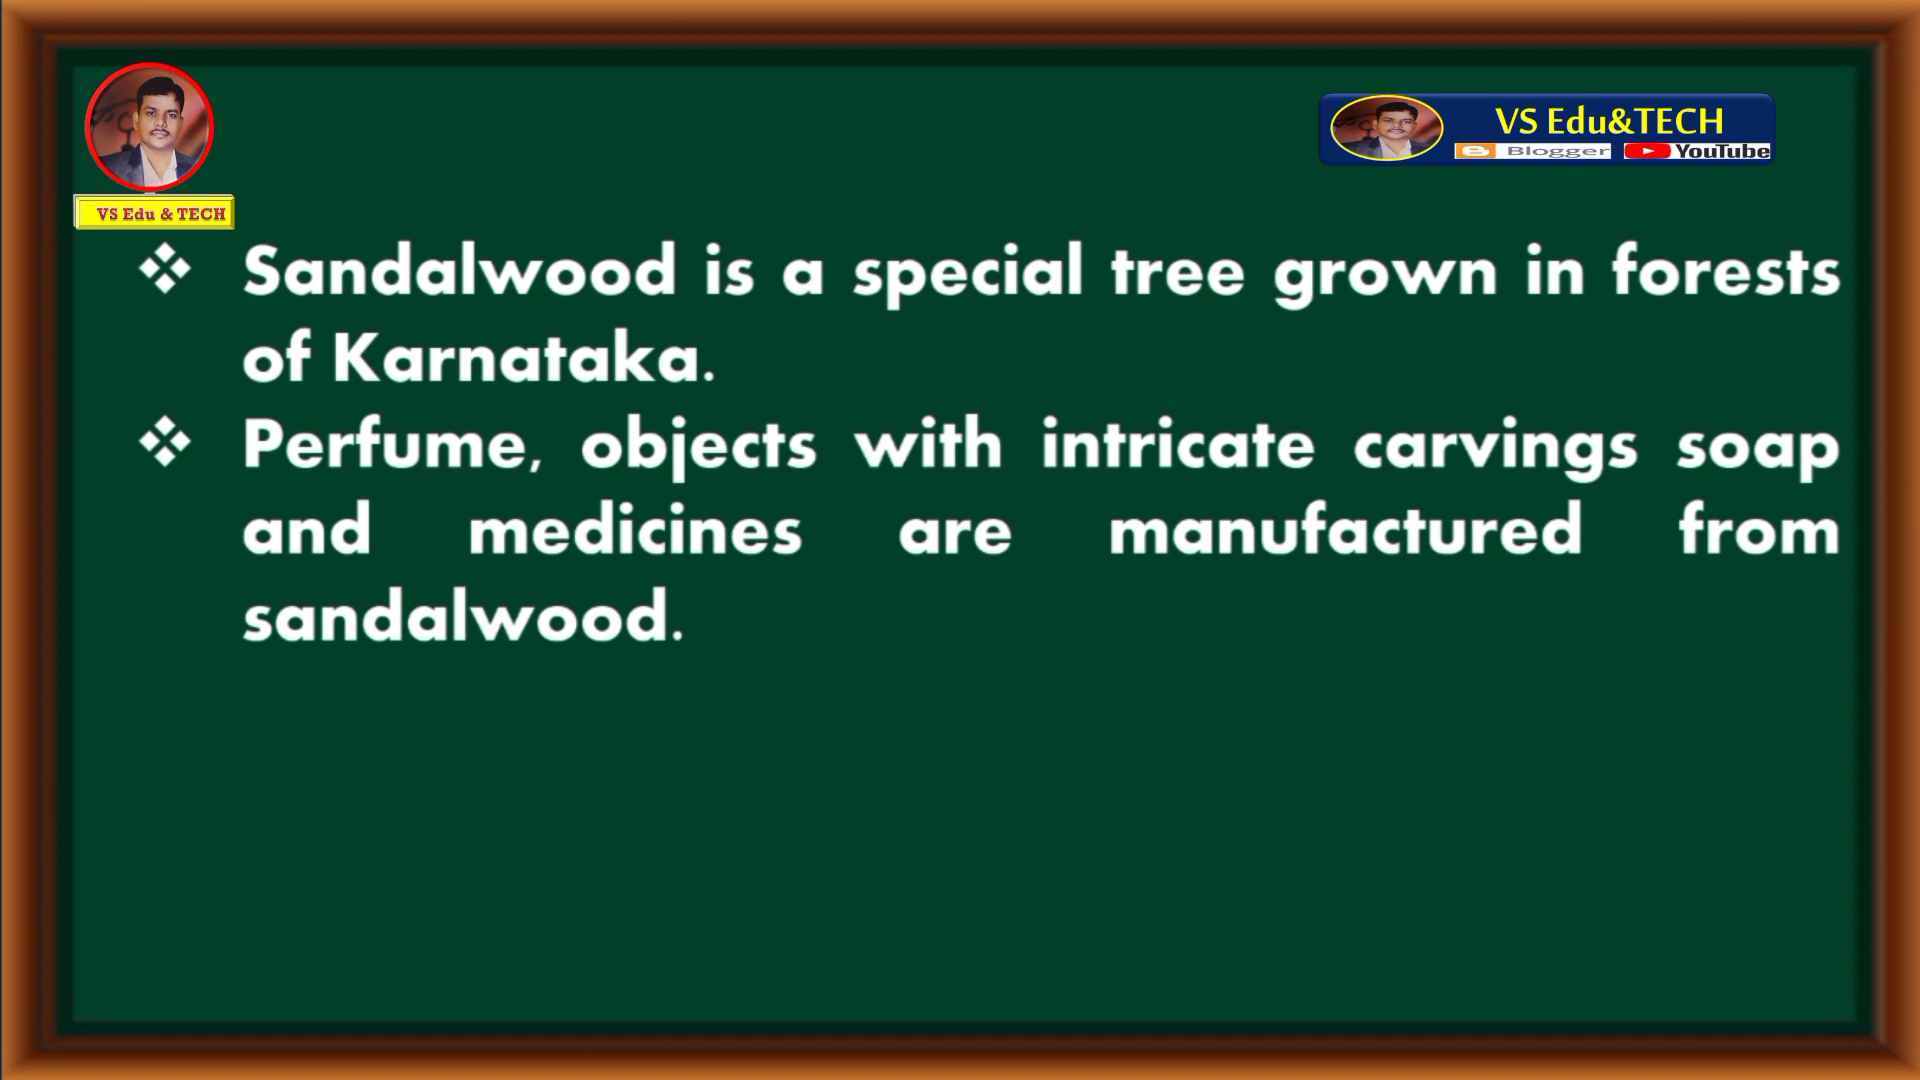 VS Edu&TECH
Blogger YouTube
VS Edu & TECH
❖ Sandalwood is a special tree grown in forests
of Karnataka.
❖ Perfume, objects with intricate carvings soap
and medicines are manufactured from
sandalwood.